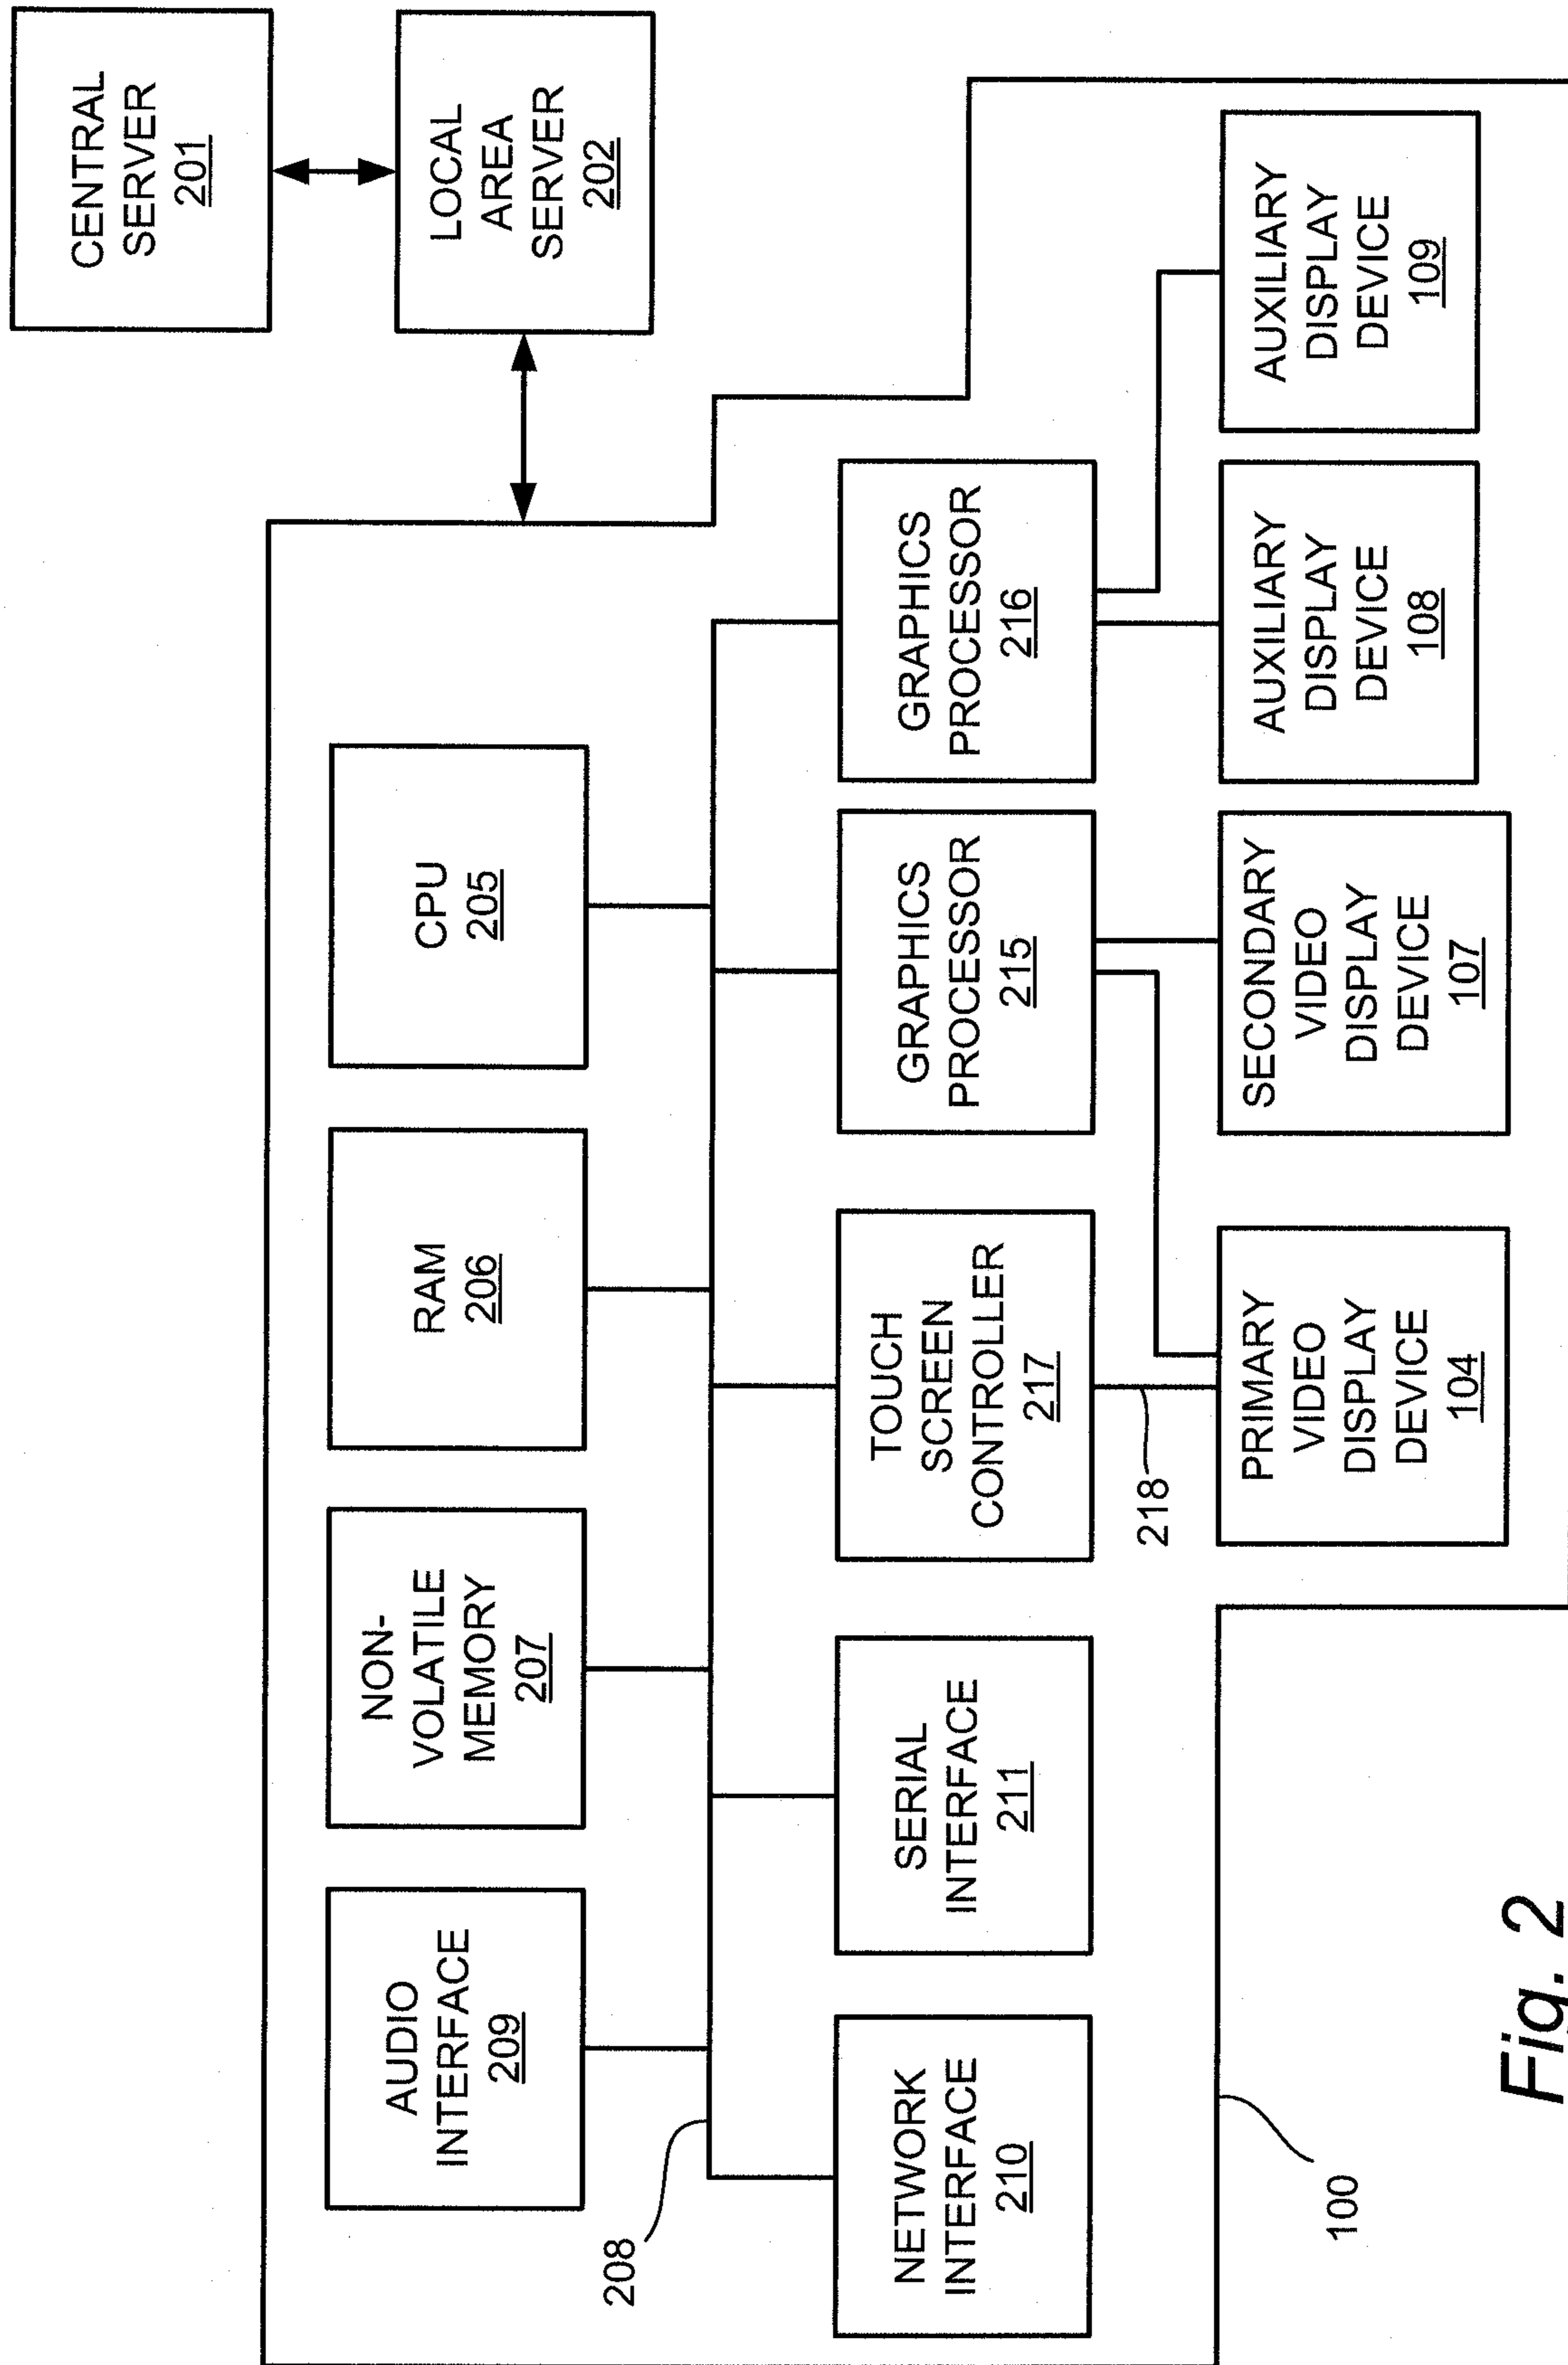 CENTRAL
SERVER
201
LOCAL
AREA
SERVER
202
AUDIO
INTERFACE
209
NON-
VOLATILE
MEMORY
207
RAM
206
CPU
205
208
NETWORK
INTERFACE
210
SERIAL
INTERFACE
211
TOUCH
SCREEN
CONTROLLER
217
GRAPHICS
PROCESSOR
215
GRAPHICS
PROCESSOR
216
218
PRIMARY
VIDEO
DISPLAY
DEVICE
104
SECONDARY
VIDEO
DISPLAY
DEVICE
107
AUXILIARY
DISPLAY
DEVICE
108
AUXILIARY
DISPLAY
DEVICE
109
100
Fig. 2